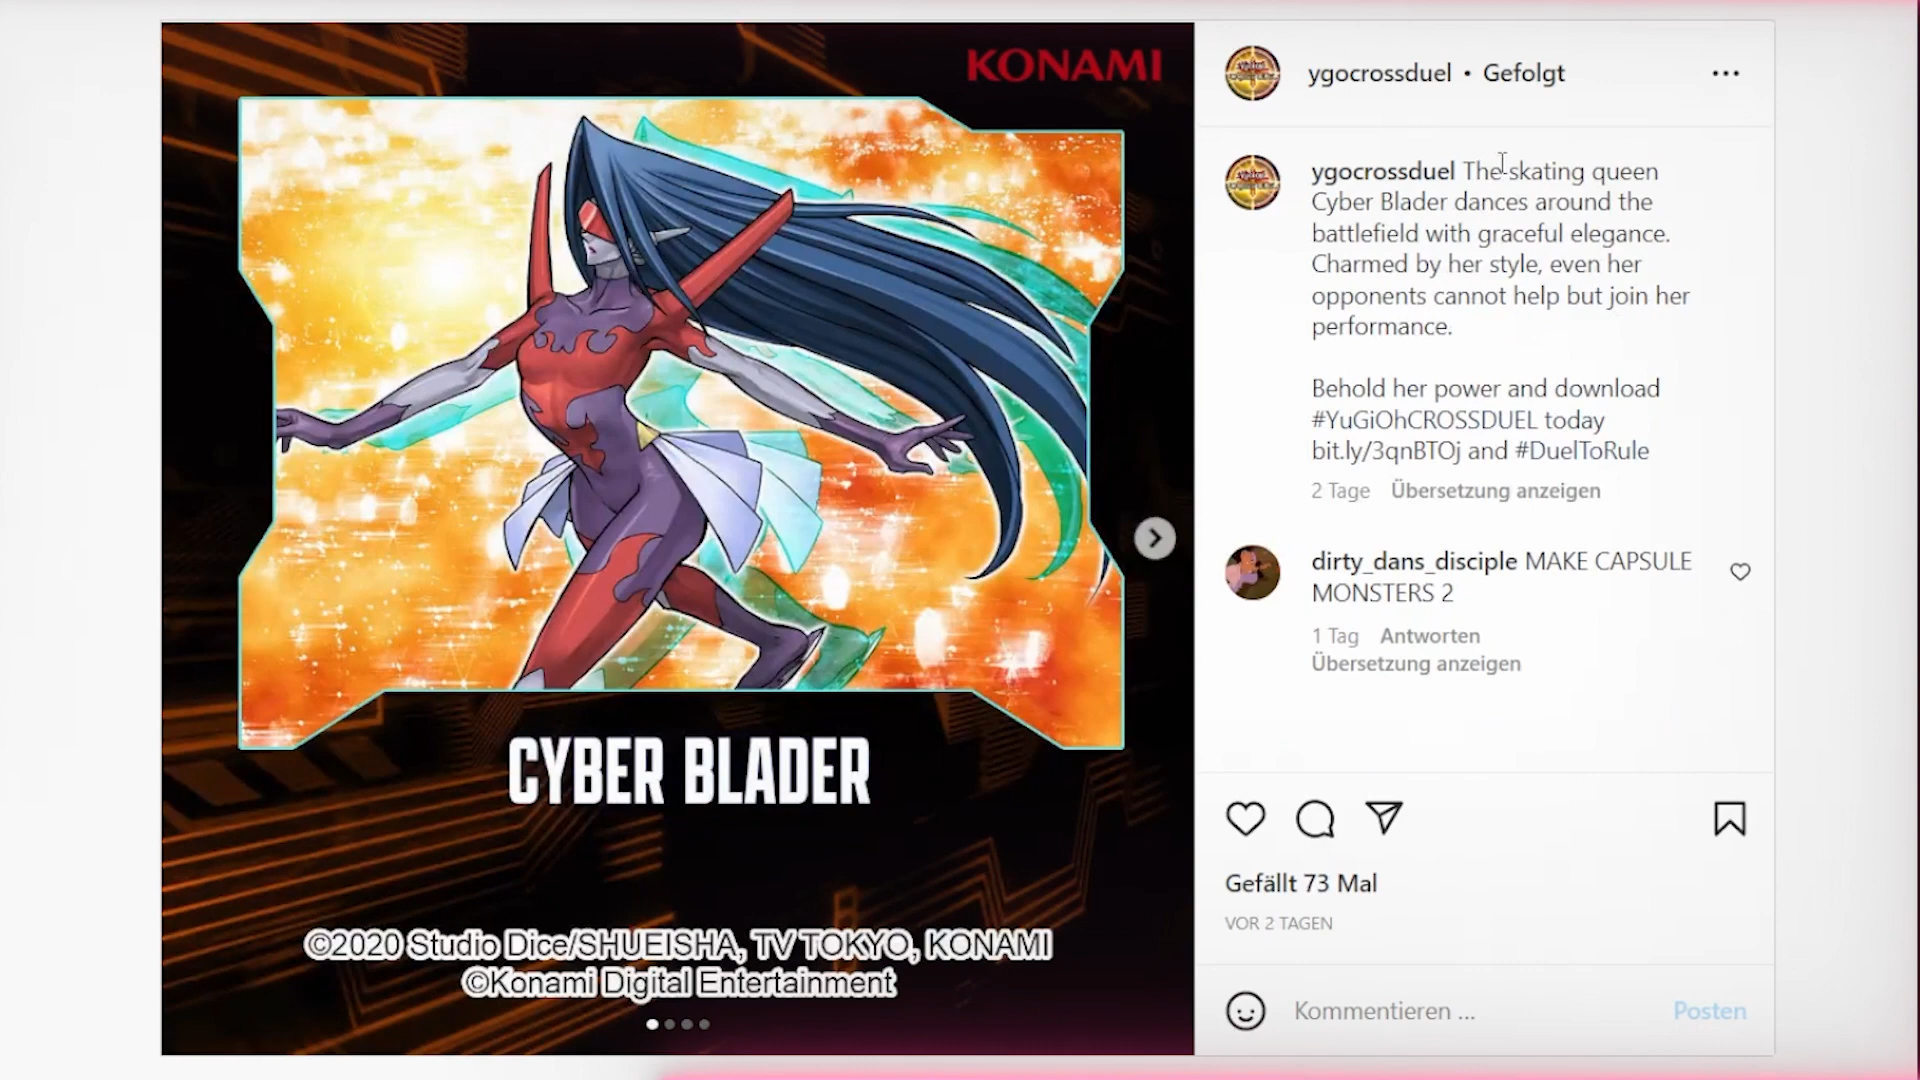 KONAMI
CYBER BLADER
©2020 Studio Dice/SHUEISHA, TV TOKYO, KONAMI
©Konami Digital Entertainment
ygocrossduel • Gefolgt
ygocrossduel The skating queen
Cyber Blader dances around the
battlefield with graceful elegance.
Charmed by her style, even her
opponents cannot help but join her
performance.
Behold her power and download
#YuGiOhCROSSDUEL today
bit.ly/3qnBTOj and #DuelToRule
2 Tage Übersetzung anzeigen
dirty_dans_disciple MAKE CAPSULE
MONSTERS 2
1 Tag Antworten
Übersetzung anzeigen
Gefällt 73 Mal
VOR 2 TAGEN
Kommentieren ... Posten